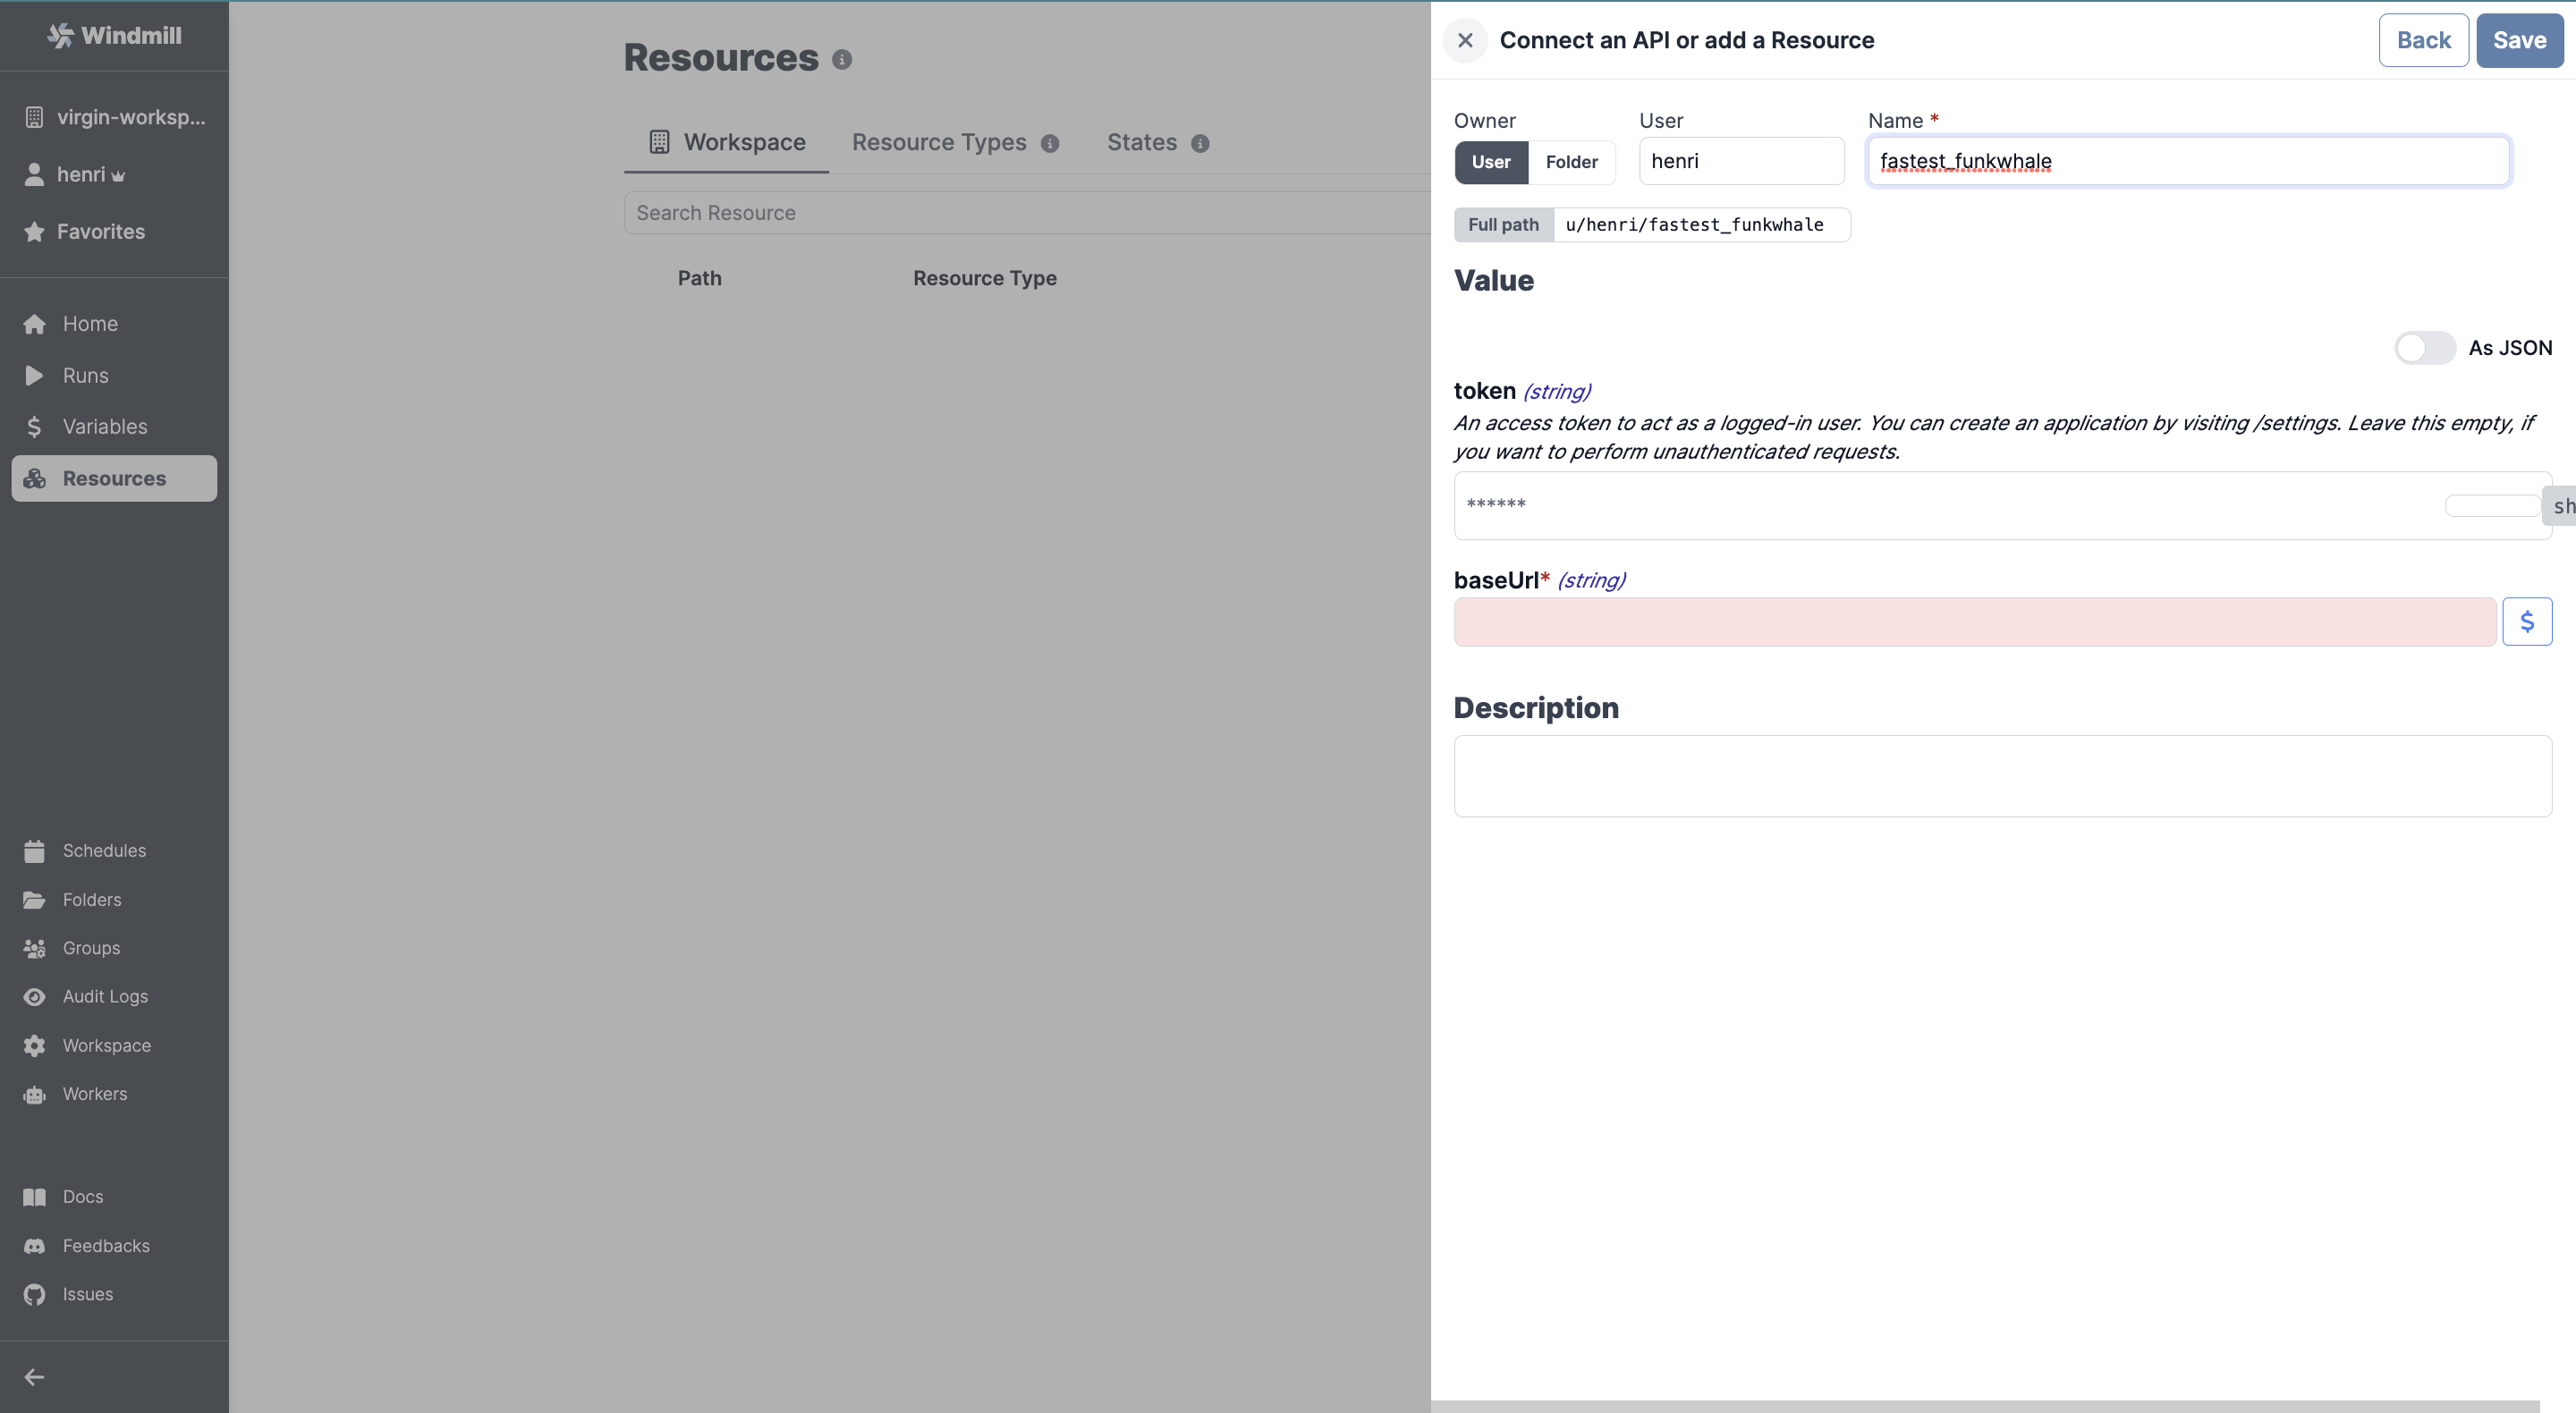 Windmill
virgin-worksp...
henri
Favorites
Home
Runs
Variables
Resources
Schedules
Folders
Groups
Audit Logs
Workspace
Workers
Docs
Feedbacks
Issues
Resources
Workspace
Resource Types
States
Search Resource
Path
Resource Type
Connect an API or add a Resource
Back
Save
Owner
User
Name *
User
Folder
henri
fastest_funkwhale
Full path
u/henri/fastest_funkwhale
Value
As JSON
token (string)
An access token to act as a logged-in user. You can create an application by visiting /settings. Leave this empty, if
you want to perform unauthenticated requests.
******
sh
baseUrl* (string)
$
Description